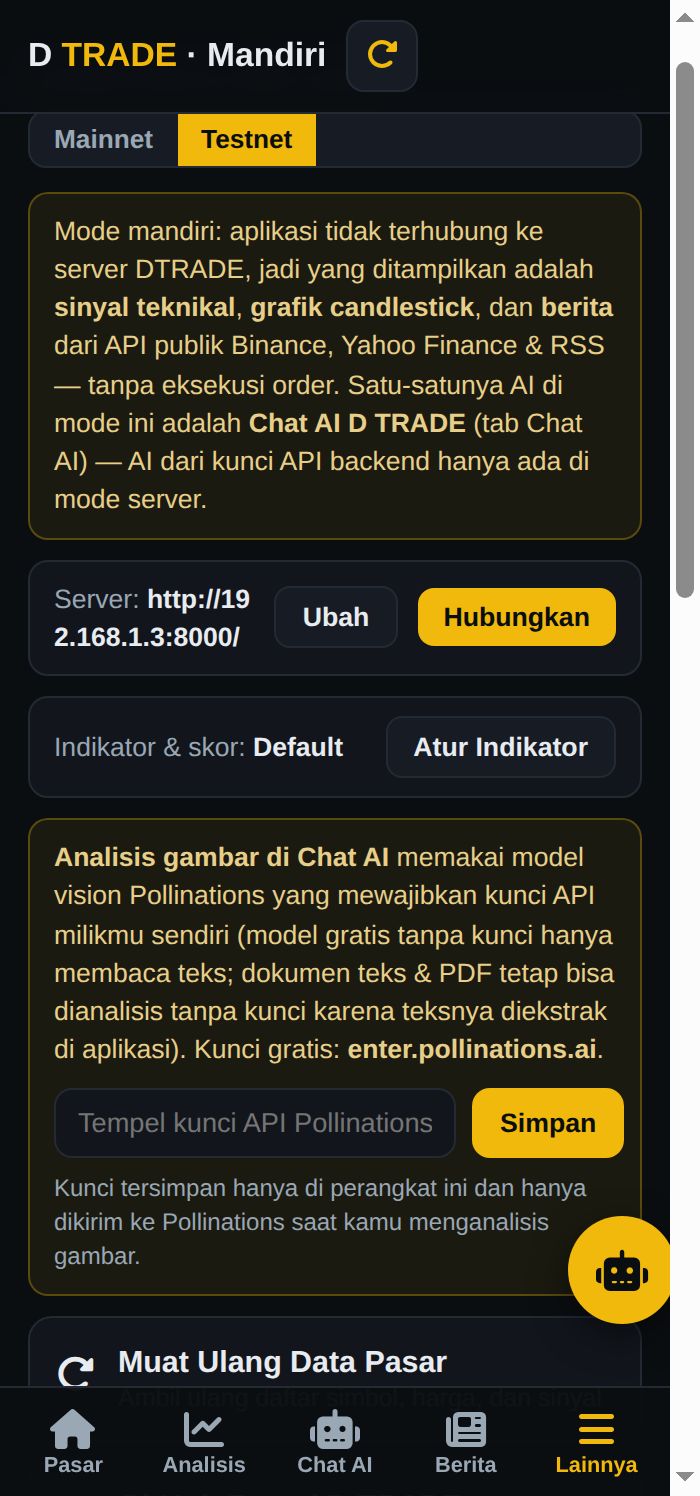 D TRADE · Mandiri
Mainnet Testnet
Mode mandiri: aplikasi tidak terhubung ke
server DTRADE, jadi yang ditampilkan adalah
sinyal teknikal, grafik candlestick, dan berita
dari API publik Binance, Yahoo Finance & RSS
— tanpa eksekusi order. Satu-satunya AI di
mode ini adalah Chat AI D TRADE (tab Chat
AI) — AI dari kunci API backend hanya ada di
mode server.
Server: http://19
2.168.1.3:8000/
Ubah
Hubungkan
Indikator & skor: Default
Atur Indikator
Analisis gambar di Chat AI memakai model
vision Pollinations yang mewajibkan kunci API
milikmu sendiri (model gratis tanpa kunci hanya
membaca teks; dokumen teks & PDF tetap bisa
dianalisis tanpa kunci karena teksnya diekstrak
di aplikasi). Kunci gratis: enter.pollinations.ai.
Tempel kunci API Pollinations
Simpan
Kunci tersimpan hanya di perangkat ini dan hanya
dikirim ke Pollinations saat kamu menganalisis
gambar.
Muat Ulang Data Pasar
Ambil ulang daftar simbol, harga, dan sinyal
Pasar Analisis Chat AI Berita Lainnya